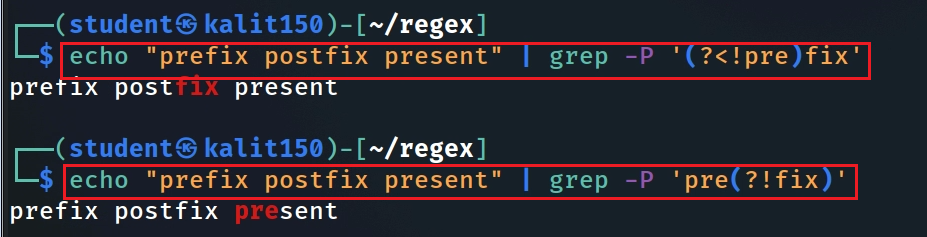 ┌──(student㉿kalit150)-[~/regex]
└─$ echo "prefix postfix present" | grep -P '(?<!pre)fix'
prefix postfix present
┌──(student㉿kalit150)-[~/regex]
└─$ echo "prefix postfix present" | grep -P 'pre(?!fix)'
prefix postfix present